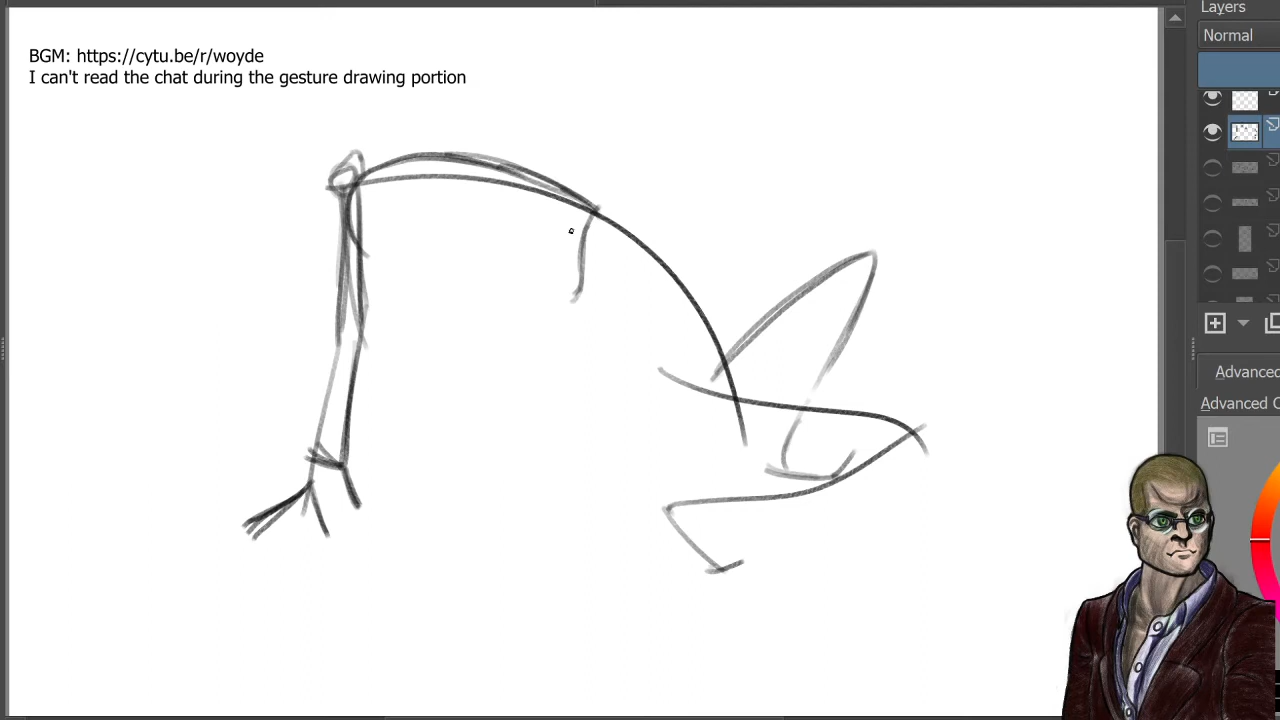 BGM: https://cytu.be/r/woyde
I can't read the chat during the gesture drawing portion
Layers
Normal
Advanced
Advanced C